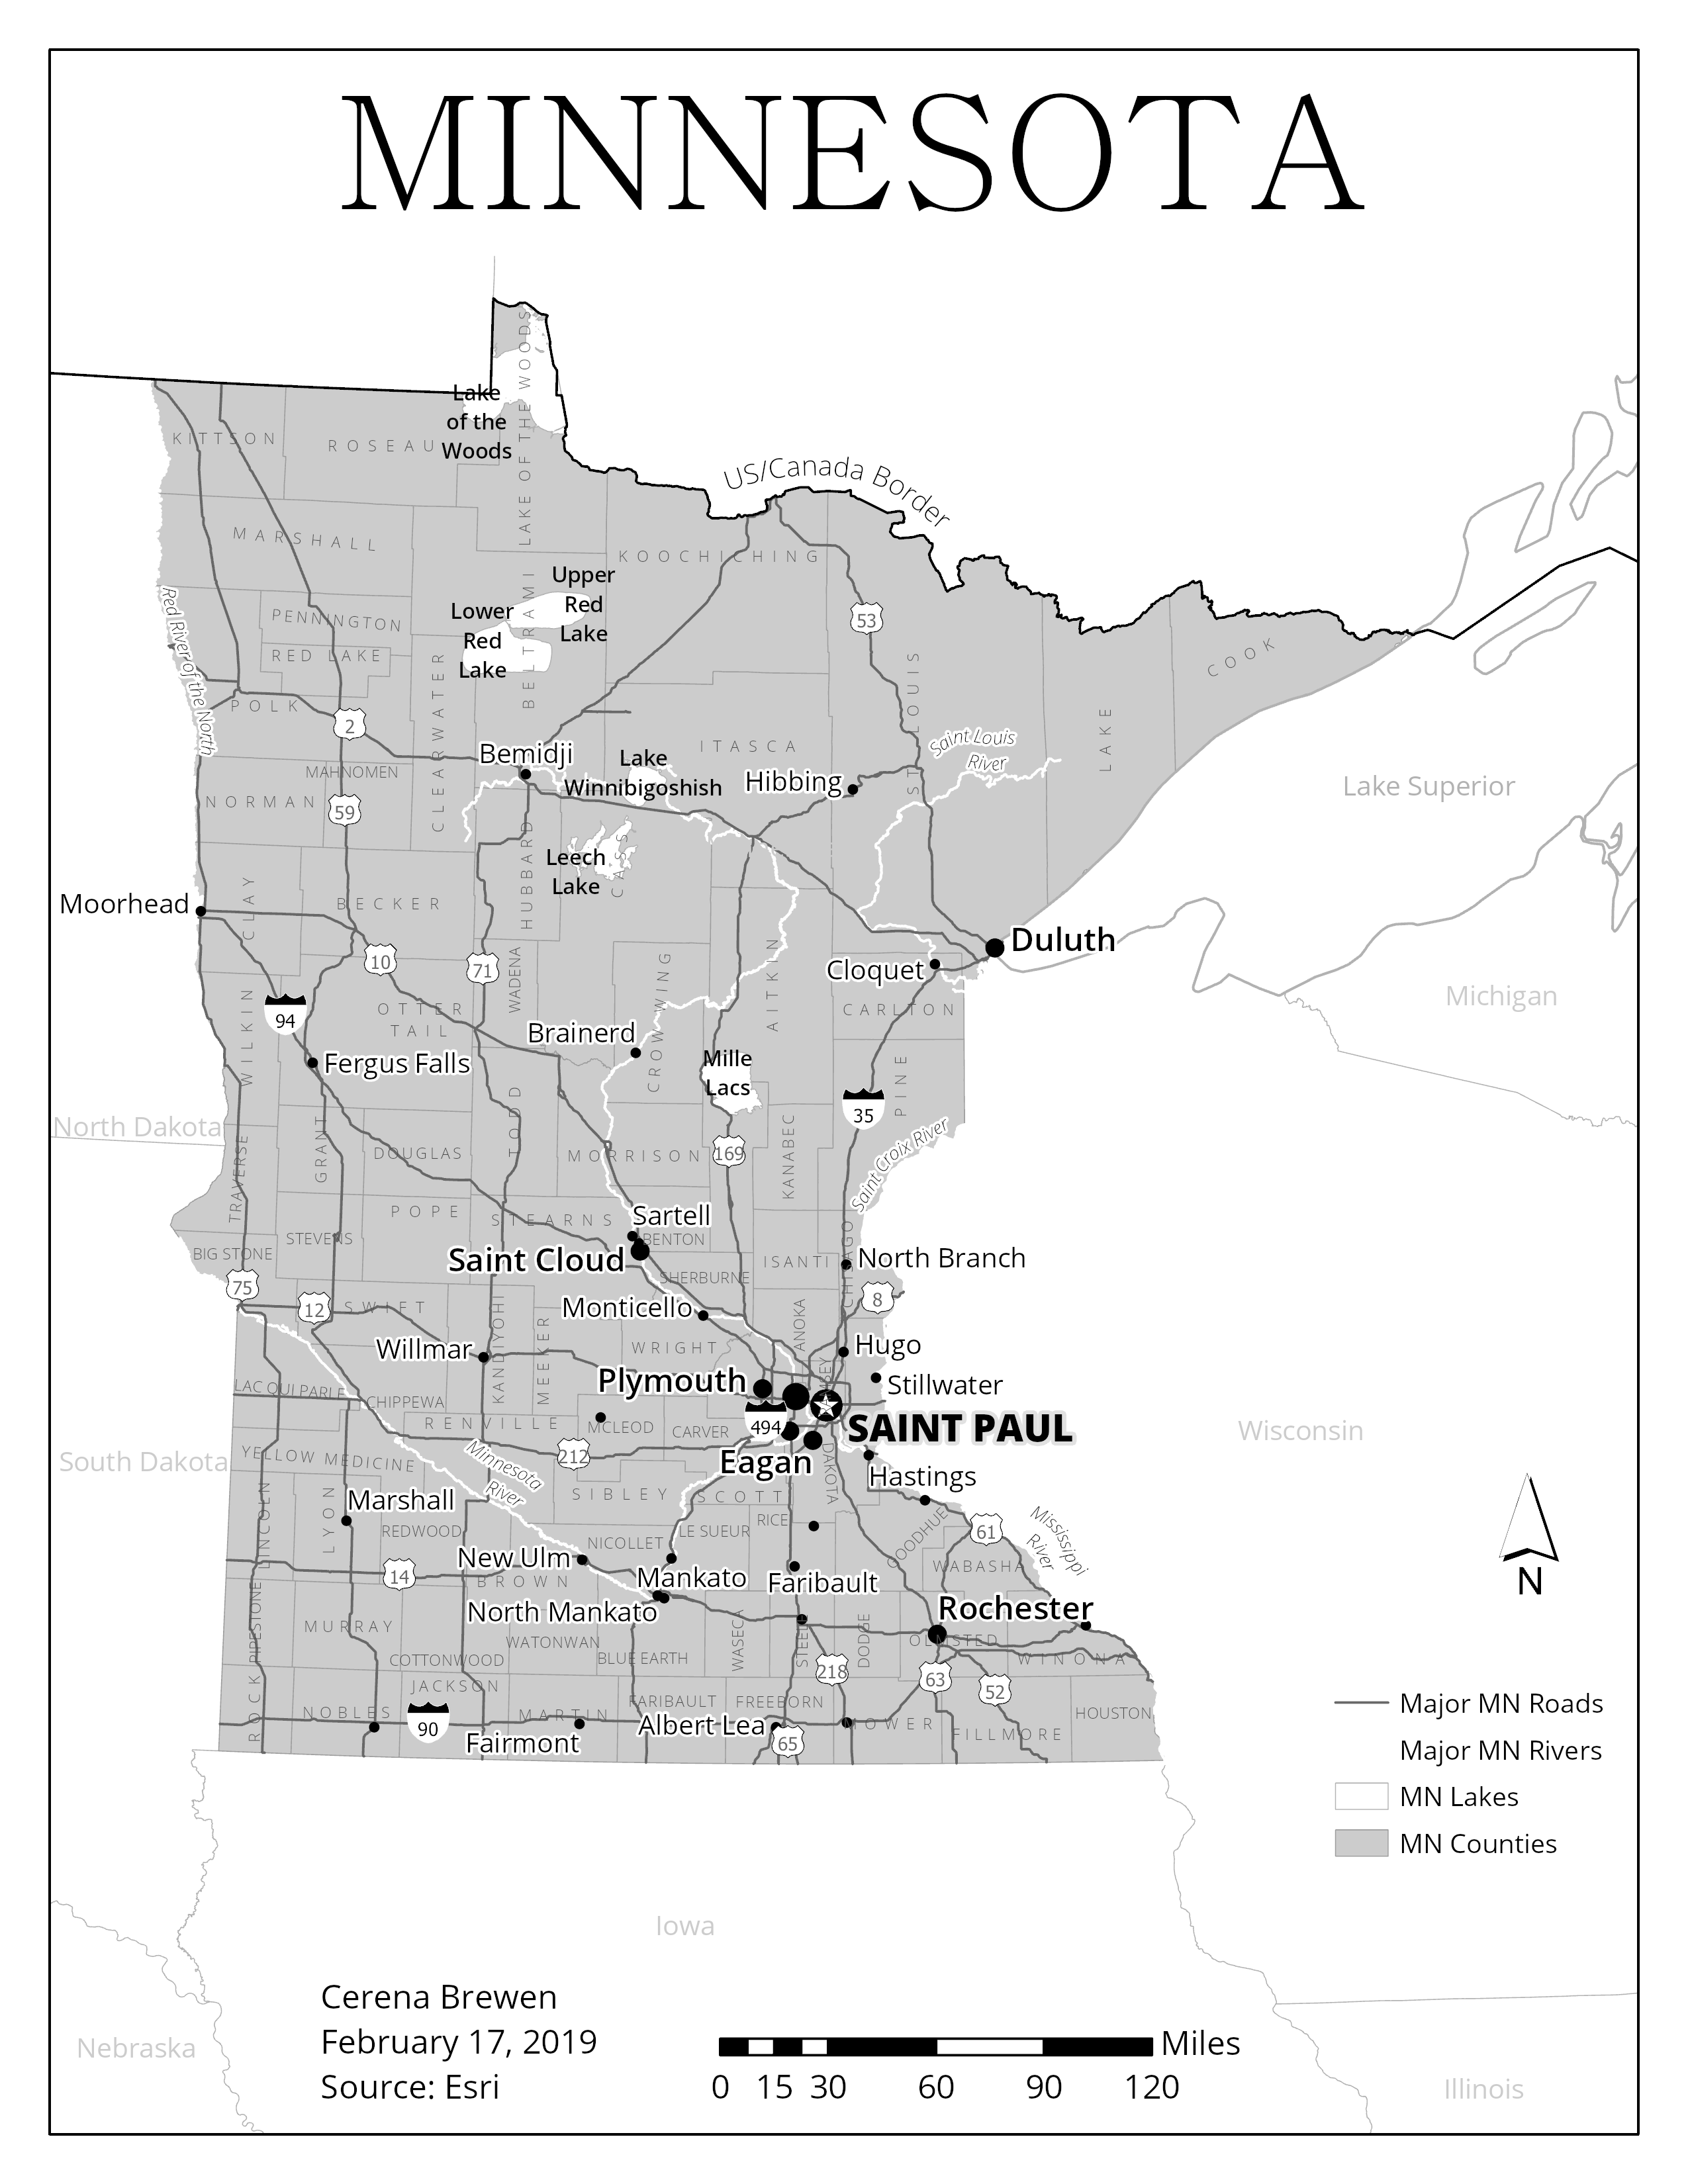 MINNESOTA
Lake
of the
Woods
LAKE OF THE WOODS
US/Canada Border
KITTSON
ROSEAU
MARSHALL
KOOCHICHING
Upper
Red
Lake
Lower
Red
Lake
BELTRAMI
PENNINGTON
RED LAKE
Red River of the North
53
COOK
POLK
CLEARWATER
2
ST LOUIS
LAKE
Saint Louis
River
ITASCA
Bemidji
Lake
Winnibigoshish
Hibbing
Lake Superior
MAHNOMEN
NORMAN
59
HUBBARD
CASS
Leech
Lake
Moorhead
CLAY
BECKER
Duluth
10
71
WADENA
CROW WING
AITKIN
Cloquet
Michigan
94
WILKIN
OTTER
TAIL
CARLTON
Brainerd
Fergus Falls
Mille
Lacs
PINE
35
North Dakota
TRAVERSE
GRANT
DOUGLAS
TODD
MORRISON
169
KANABEC
Saint Croix River
POPE
STEARNS
Sartell
BENTON
STEVENS
BIG STONE
Saint Cloud
ISANTI
CHISAGO
North Branch
SHERBURNE
75
12
SWIFT
KANDIYOHI
MEEKER
Monticello
ANOKA
8
Willmar
WRIGHT
Hugo
Plymouth
Stillwater
LAC QUI PARLE
CHIPPEWA
RENVILLE
MCLEOD
CARVER
494
SAINT PAUL
Wisconsin
South Dakota
YELLOW MEDICINE
Minnesota
River
212
Eagan
DAKOTA
Hastings
SIBLEY
SCOTT
LINCOLN
LYON
Marshall
REDWOOD
NICOLLET
LE SUEUR
RICE
GOODHUE
61
Mississippi
River
WABASHA
New Ulm
14
BROWN
Mankato
Faribault
N
PIPESTONE
MURRAY
North Mankato
WASECA
STEELE
DODGE
Rochester
OLMSTED
WINONA
COTTONWOOD
WATONWAN
BLUE EARTH
218
63
52
ROCK
NOBLES
JACKSON
90
MARTIN
Fairmont
FARIBAULT
FREEBORN
Albert Lea
65
MOWER
FILLMORE
HOUSTON
Major MN Roads
Major MN Rivers
MN Lakes
MN Counties
Iowa
Nebraska
Illinois
Cerena Brewen
February 17, 2019
Source: Esri
Miles
0 15 30 60 90 120